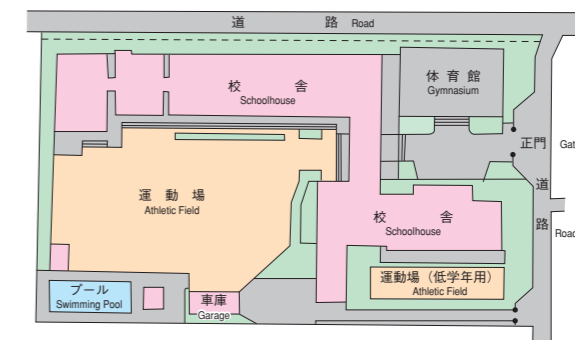 道 路 Road
校 舎
Schoolhouse
体 育 館
Gymnasium
正門 Gat
道
路 Road
運 動 場
Athletic Field
校 舎
Schoolhouse
運動場（低学年用）
Athletic Field
プール
Swimming Pool
車庫
Garage